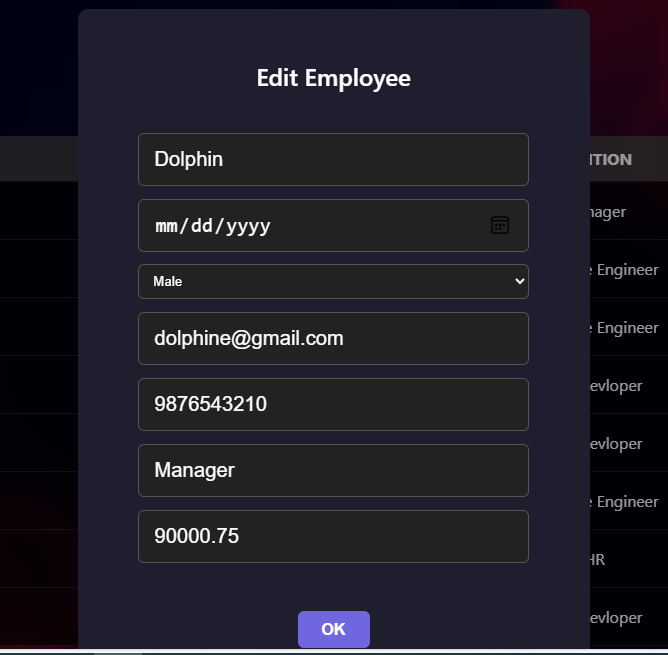 Edit Employee
ITION
Dolphin
nager
mm/dd/yyyy
Engineer
Male
Engineer
dolphine@gmail.com
evloper
9876543210
evloper
Manager
Engineer
90000.75
HR
evloper
OK